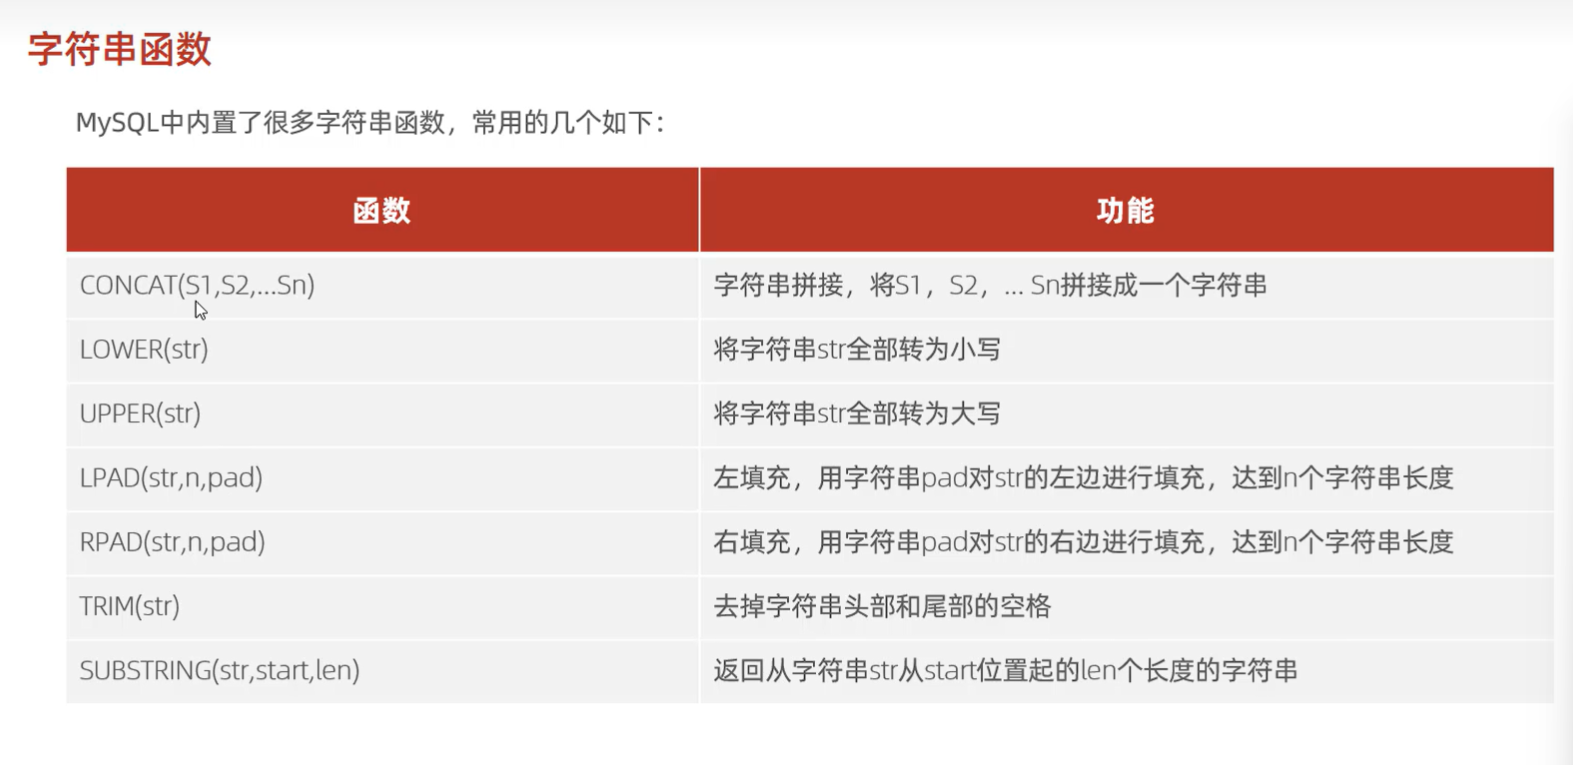 字符串函数
MySQL中内置了很多字符串函数，常用的几个如下：
函数 功能
CONCAT(S1,S2,...Sn) 字符串拼接，将S1，S2，... Sn拼接成一个字符串
LOWER(str) 将字符串str全部转为小写
UPPER(str) 将字符串str全部转为大写
LPAD(str,n,pad) 左填充，用字符串pad对str的左边进行填充，达到n个字符串长度
RPAD(str,n,pad) 右填充，用字符串pad对str的右边进行填充，达到n个字符串长度
TRIM(str) 去掉字符串头部和尾部的空格
SUBSTRING(str,start,len) 返回从字符串str从start位置起的len个长度的字符串